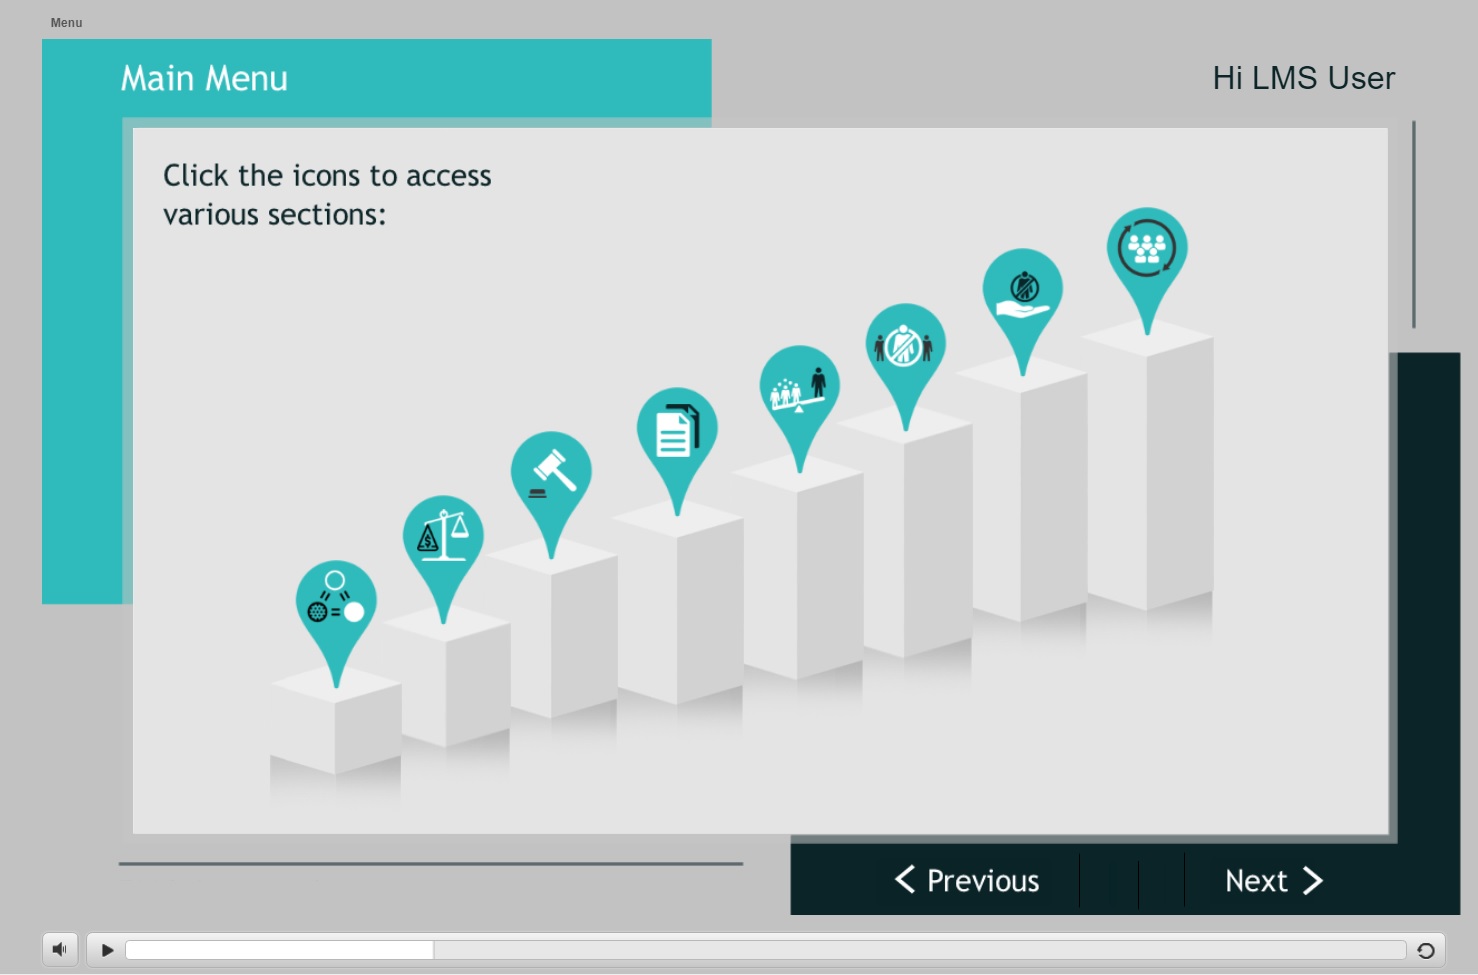 Menu
Main Menu
Hi LMS User
Click the icons to access
various sections:
$
Previous
Next